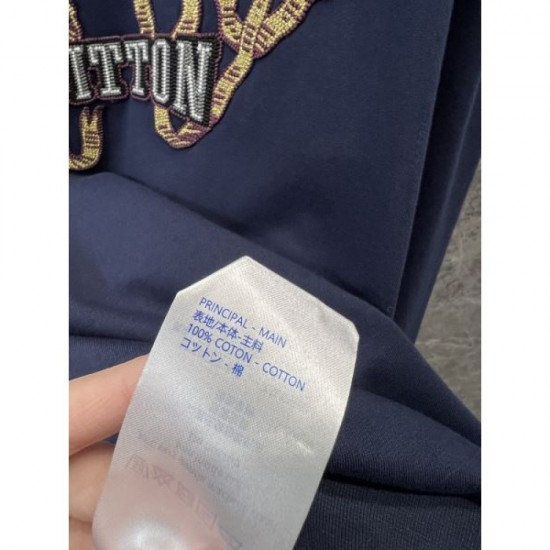 ITTON
PRINCIPAL - MAIN
表地/本体-主料
100% COTON - COTTON
コットン - 棉